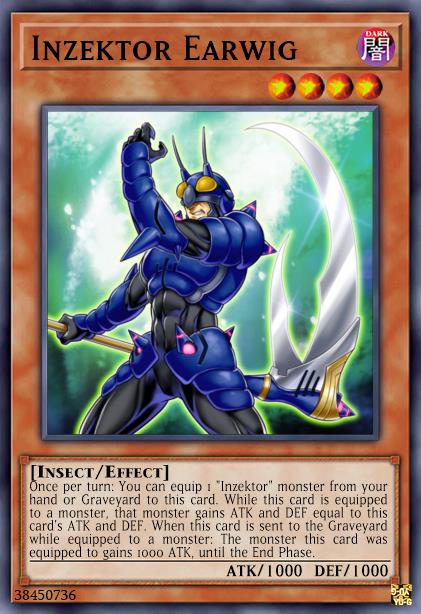 Inzektor Earwig
DARK
闇
[Insect/Effect]
Once per turn: You can equip 1 "Inzektor" monster from your
hand or Graveyard to this card. While this card is equipped
to a monster, that monster gains ATK and DEF equal to this
card's ATK and DEF. When this card is sent to the Graveyard
while equipped to a monster: The monster this card was
equipped to gains 1000 ATK, until the End Phase.
ATK/1000 DEF/1000
38450736